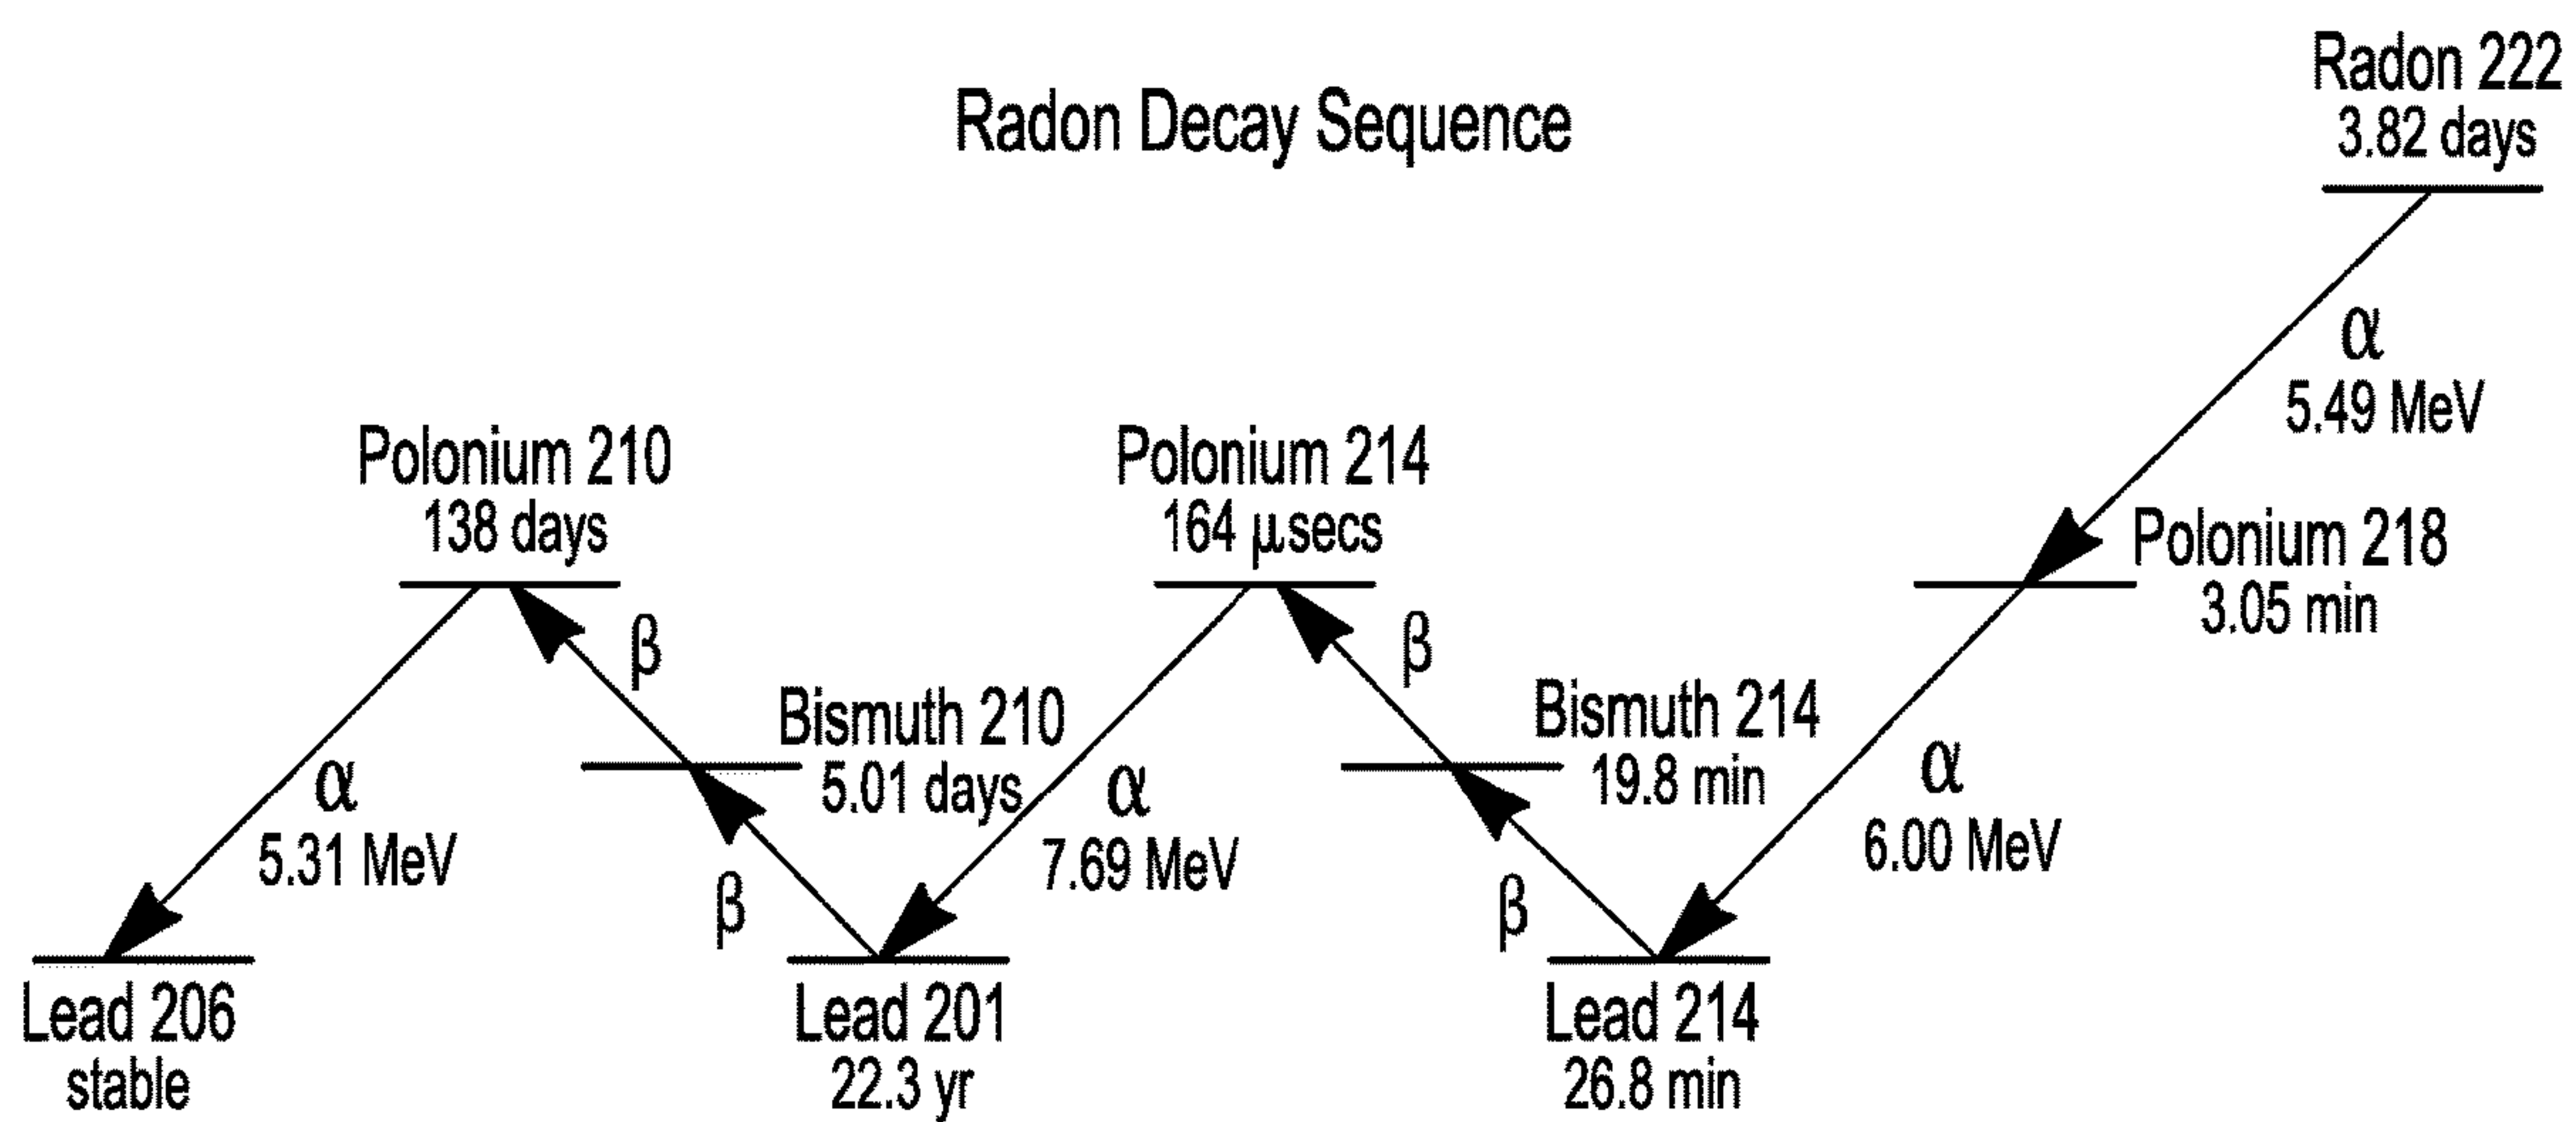 Radon Decay Sequence
Radon 222
3.82 days
α
5.49 MeV
Polonium 218
3.05 min
α
6.00 MeV
Lead 214
26.8 min
β
Bismuth 214
19.8 min
β
Polonium 214
164 μsecs
α
7.69 MeV
Lead 201
22.3 yr
β
Bismuth 210
5.01 days
β
Polonium 210
138 days
α
5.31 MeV
Lead 206
stable